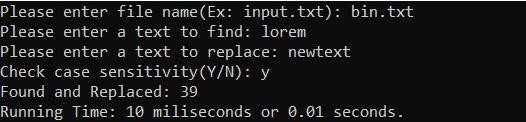 Please enter file name(Ex: input.txt): bin.txt
Please enter a text to find: lorem
Please enter a text to replace: newtext
Check case sensitivity(Y/N): y
Found and Replaced: 39
Running Time: 10 miliseconds or 0.01 seconds.